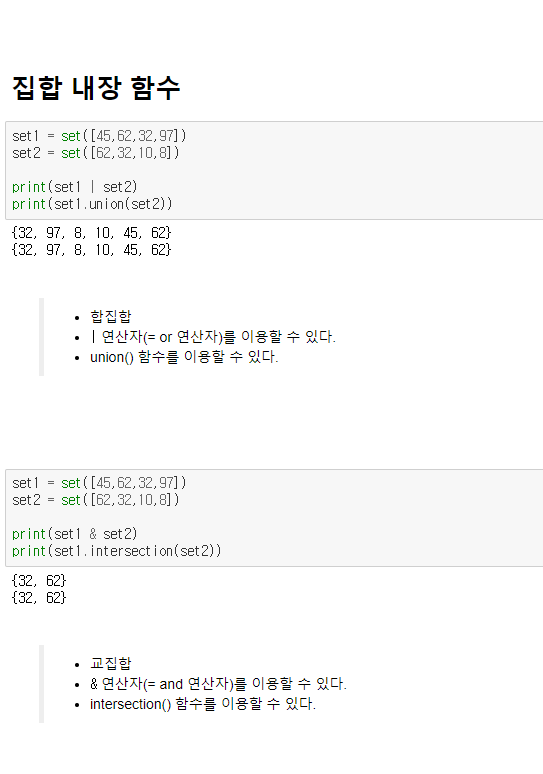 집합 내장 함수
set1 = set([45,62,32,97])
set2 = set([62,32,10,8])
print(set1 | set2)
print(set1.union(set2))
{32, 97, 8, 10, 45, 62}
{32, 97, 8, 10, 45, 62}
• 합집합
• | 연산자(= or 연산자)를 이용할 수 있다.
• union() 함수를 이용할 수 있다.
set1 = set([45,62,32,97])
set2 = set([62,32,10,8])
print(set1 & set2)
print(set1.intersection(set2))
{32, 62}
{32, 62}
• 교집합
• & 연산자(= and 연산자)를 이용할 수 있다.
• intersection() 함수를 이용할 수 있다.